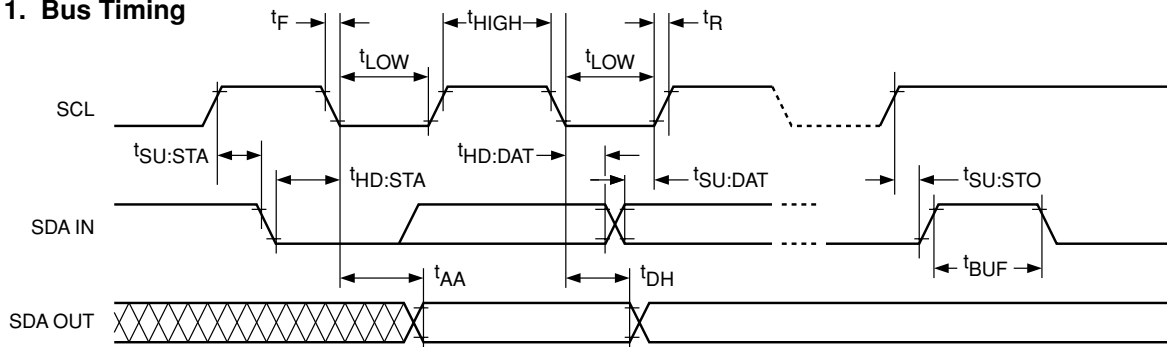 1. Bus Timing
tF
tHIGH
tR
tLOW
tLOW
SCL
tSU:STA
tHD:DAT
tHD:STA
tSU:DAT
tSU:STO
SDA IN
tAA
tDH
tBUF
SDA OUT